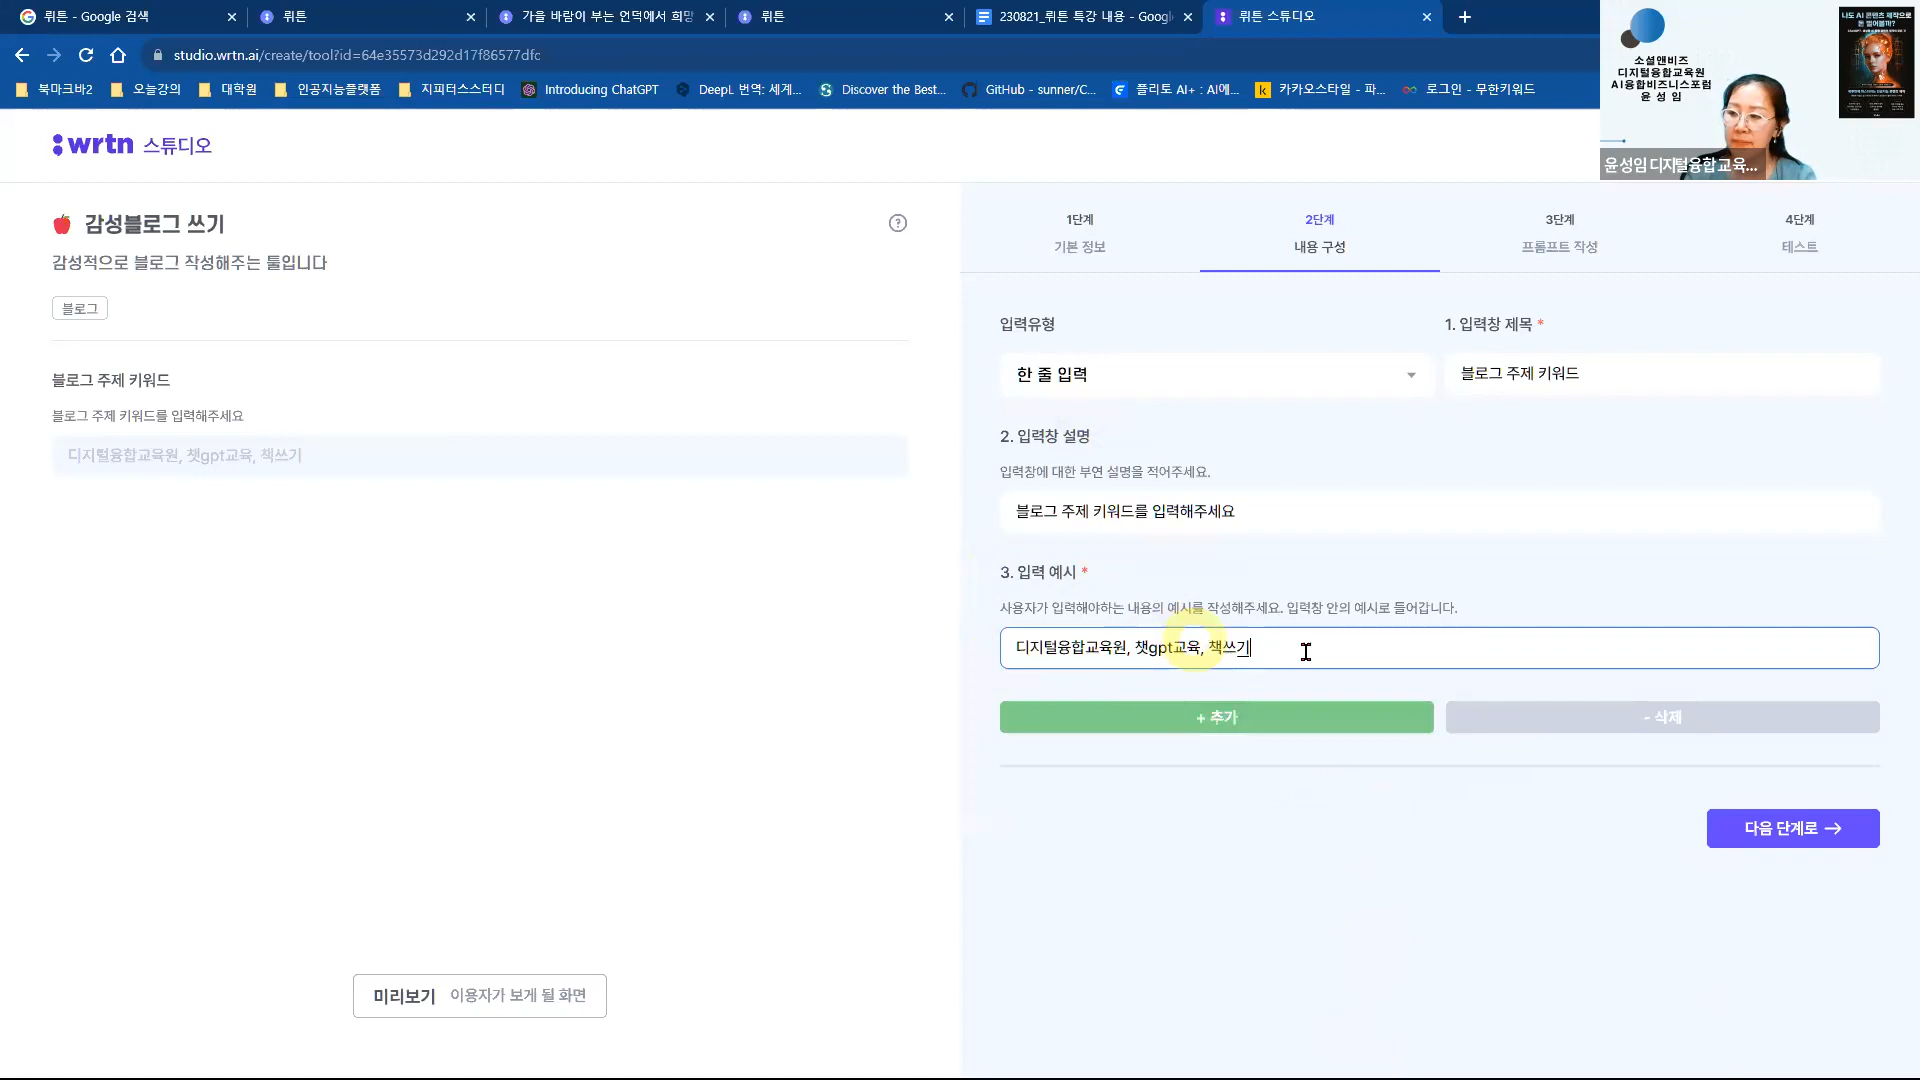 뤼튼 - Google 검색
뤼튼
가을 바람이 부는 언덕에서 희망
뤼튼
230821_뤼튼 특강 내용 - Googl
뤼튼 스튜디오
studio.wrtn.ai/create/tool?id=64e35573d292d17f86577dfc
북마크바2
오늘강의
대학원
인공지능플랫폼
지피터스스터디
Introducing ChatGPT
DeepL 번역: 세계...
Discover the Best...
GitHub - sunner/C...
플리토 AI+ : AI에...
카카오스타일 - 파...
로그인 - 무한키워드
소셜앤비즈
디지털융합교육원
AI융합비즈니스포럼
윤 성 임
나도 AI 콘텐츠 제작으로
돈 벌어볼까?
윤성임 디지털융합교육...
wrtn 스튜디오
감성블로그 쓰기
감성적으로 블로그 작성해주는 툴입니다
블로그
블로그 주제 키워드
블로그 주제 키워드를 입력해주세요
디지털융합교육원, 챗gpt교육, 책쓰기
미리보기 이용자가 보게 될 화면
1단계
기본 정보
2단계
내용 구성
3단계
프롬프트 작성
4단계
테스트
입력유형
한 줄 입력
1. 입력창 제목 *
블로그 주제 키워드
2. 입력창 설명
입력창에 대한 부연 설명을 적어주세요.
블로그 주제 키워드를 입력해주세요
3. 입력 예시 *
사용자가 입력해야하는 내용의 예시를 작성해주세요. 입력창 안의 예시로 들어갑니다.
디지털융합교육원, 챗gpt교육, 책쓰기
+ 추가
- 삭제
다음 단계로 →